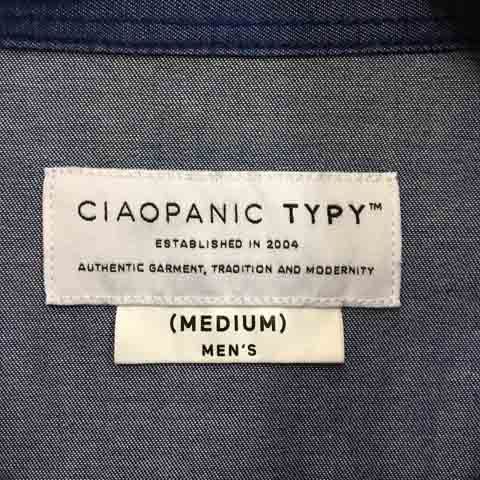 CIAOPANIC TYPY™
ESTABLISHED IN 2004
AUTHENTIC GARMENT, TRADITION AND MODERNITY
(MEDIUM)
MEN'S